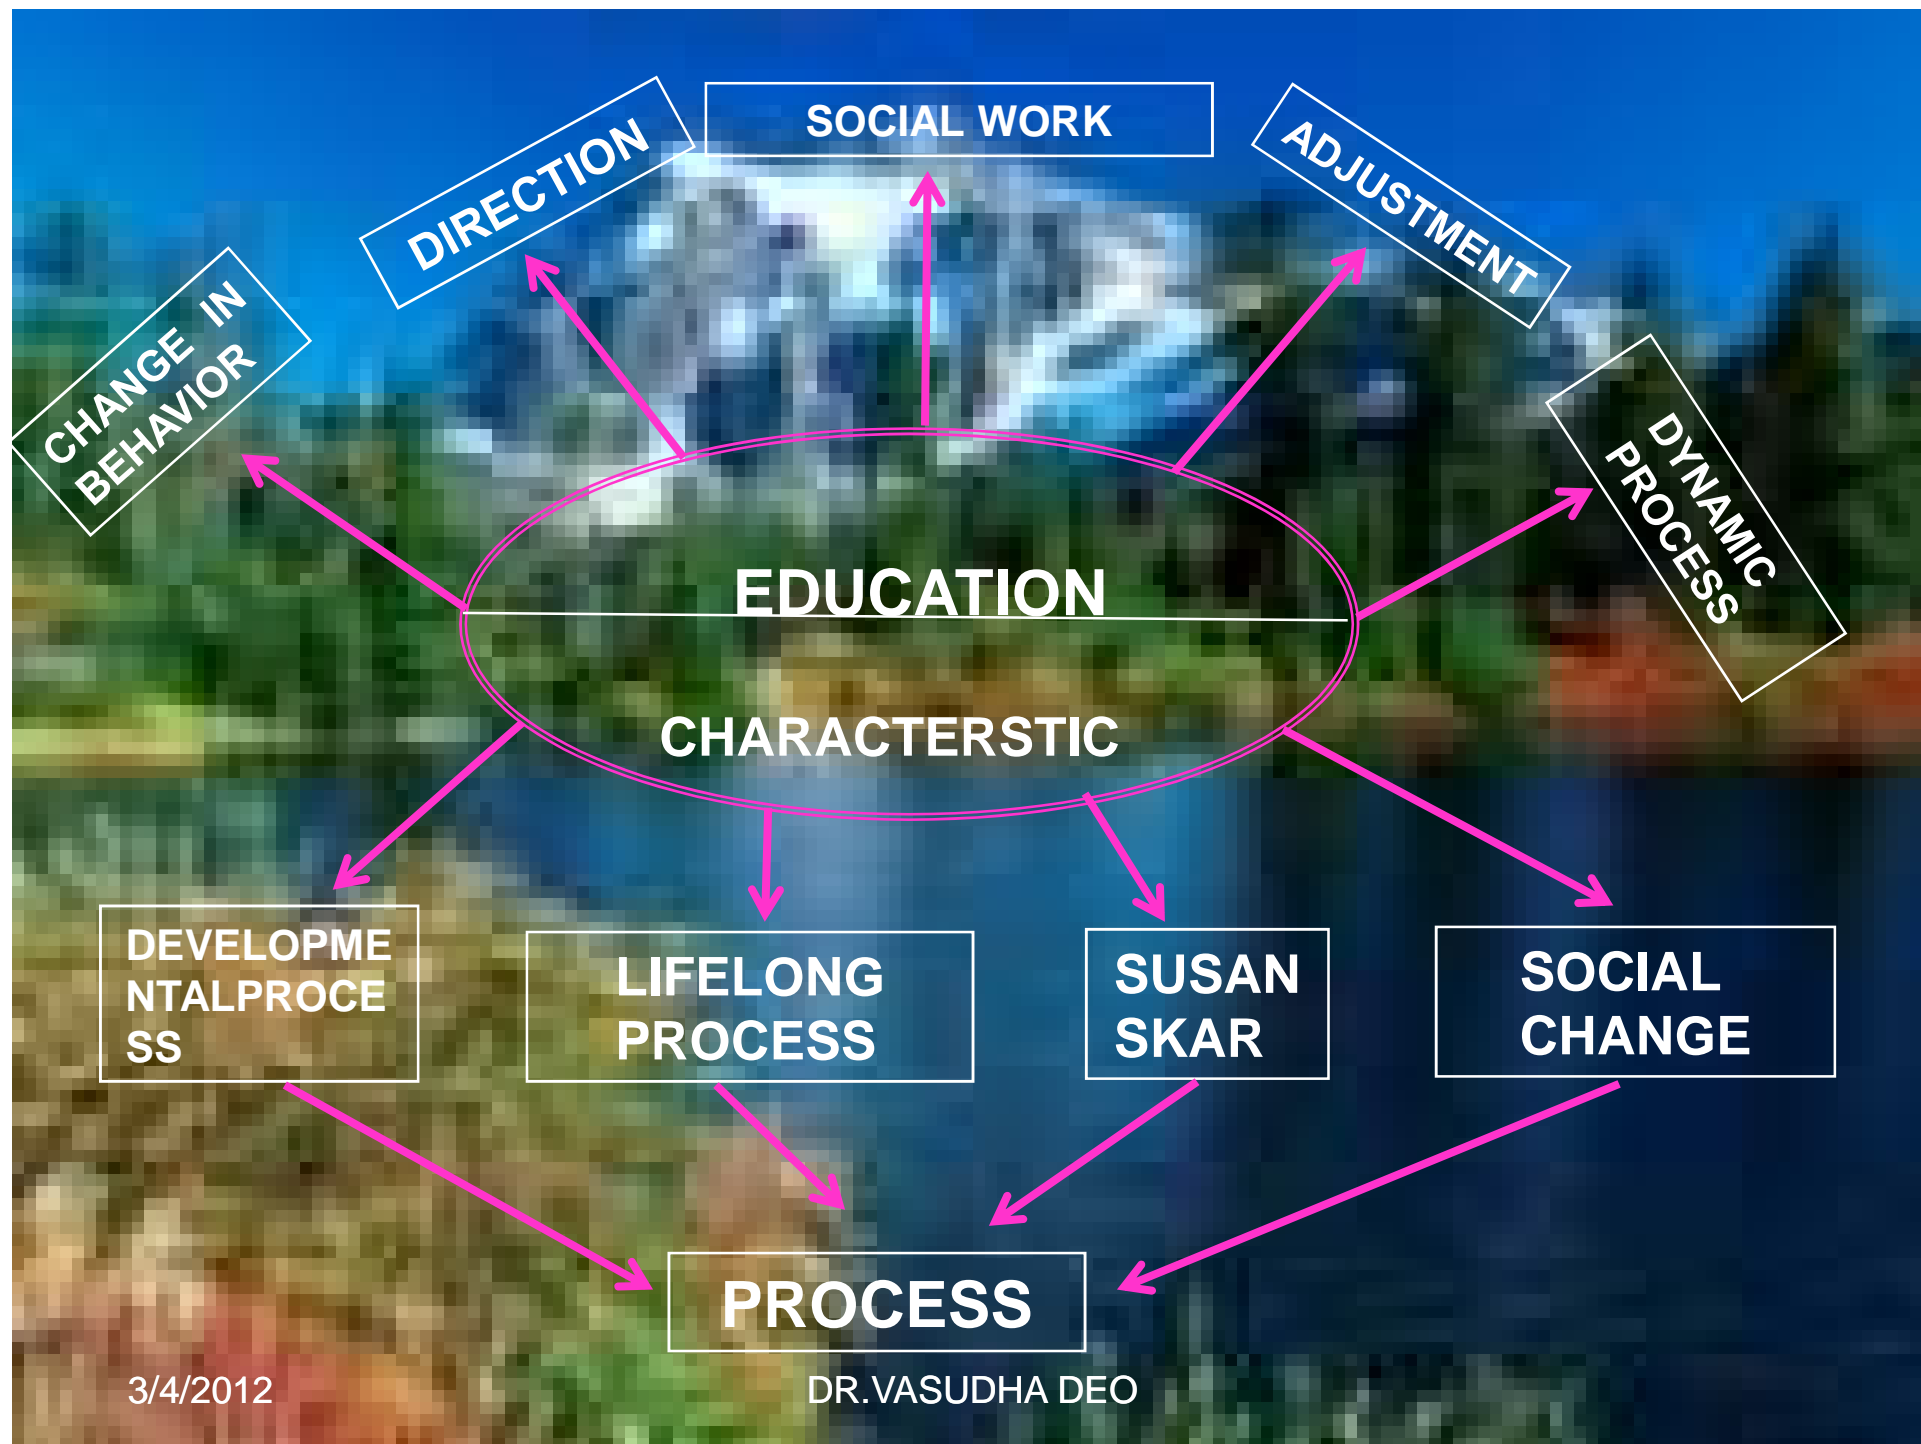 SOCIAL WORK
DIRECTION
ADJUSTMENT
CHANGE IN
BEHAVIOR
DYNAMIC
PROCESS
EDUCATION
CHARACTERSTIC
DEVELOPME
NTALPROCE
SS
LIFELONG
PROCESS
SUSAN
SKAR
SOCIAL
CHANGE
PROCESS
3/4/2012
DR.VASUDHA DEO